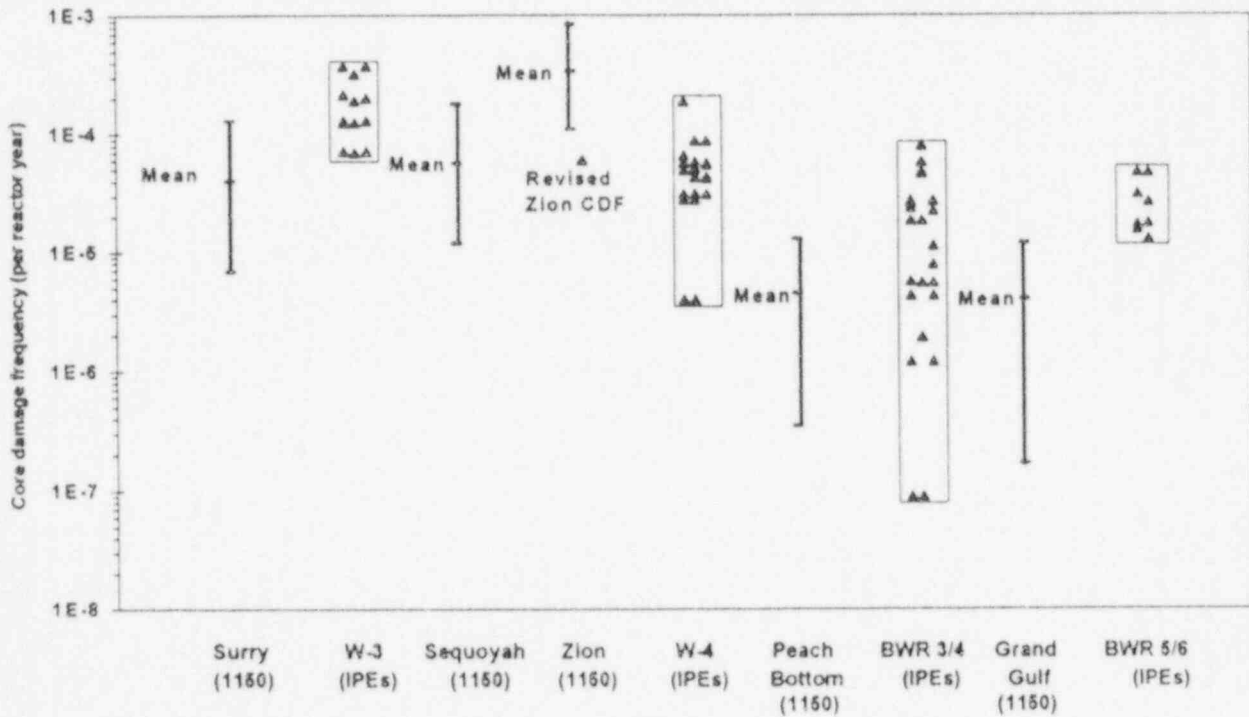 Core damage frequency (per reactor year)
1E-3
1E-4
1E-5
1E-6
1E-7
1E-8
Mean
Mean
Mean
Revised
Zion CDF
Mean
Mean
Surry
(1150)
W-3
(IPEs)
Sequoyah
(1150)
Zion
(1150)
W-4
(IPEs)
Peach
Bottom
(1150)
BWR 3/4
(IPEs)
Grand
Gulf
(1150)
BWR 5/6
(IPEs)